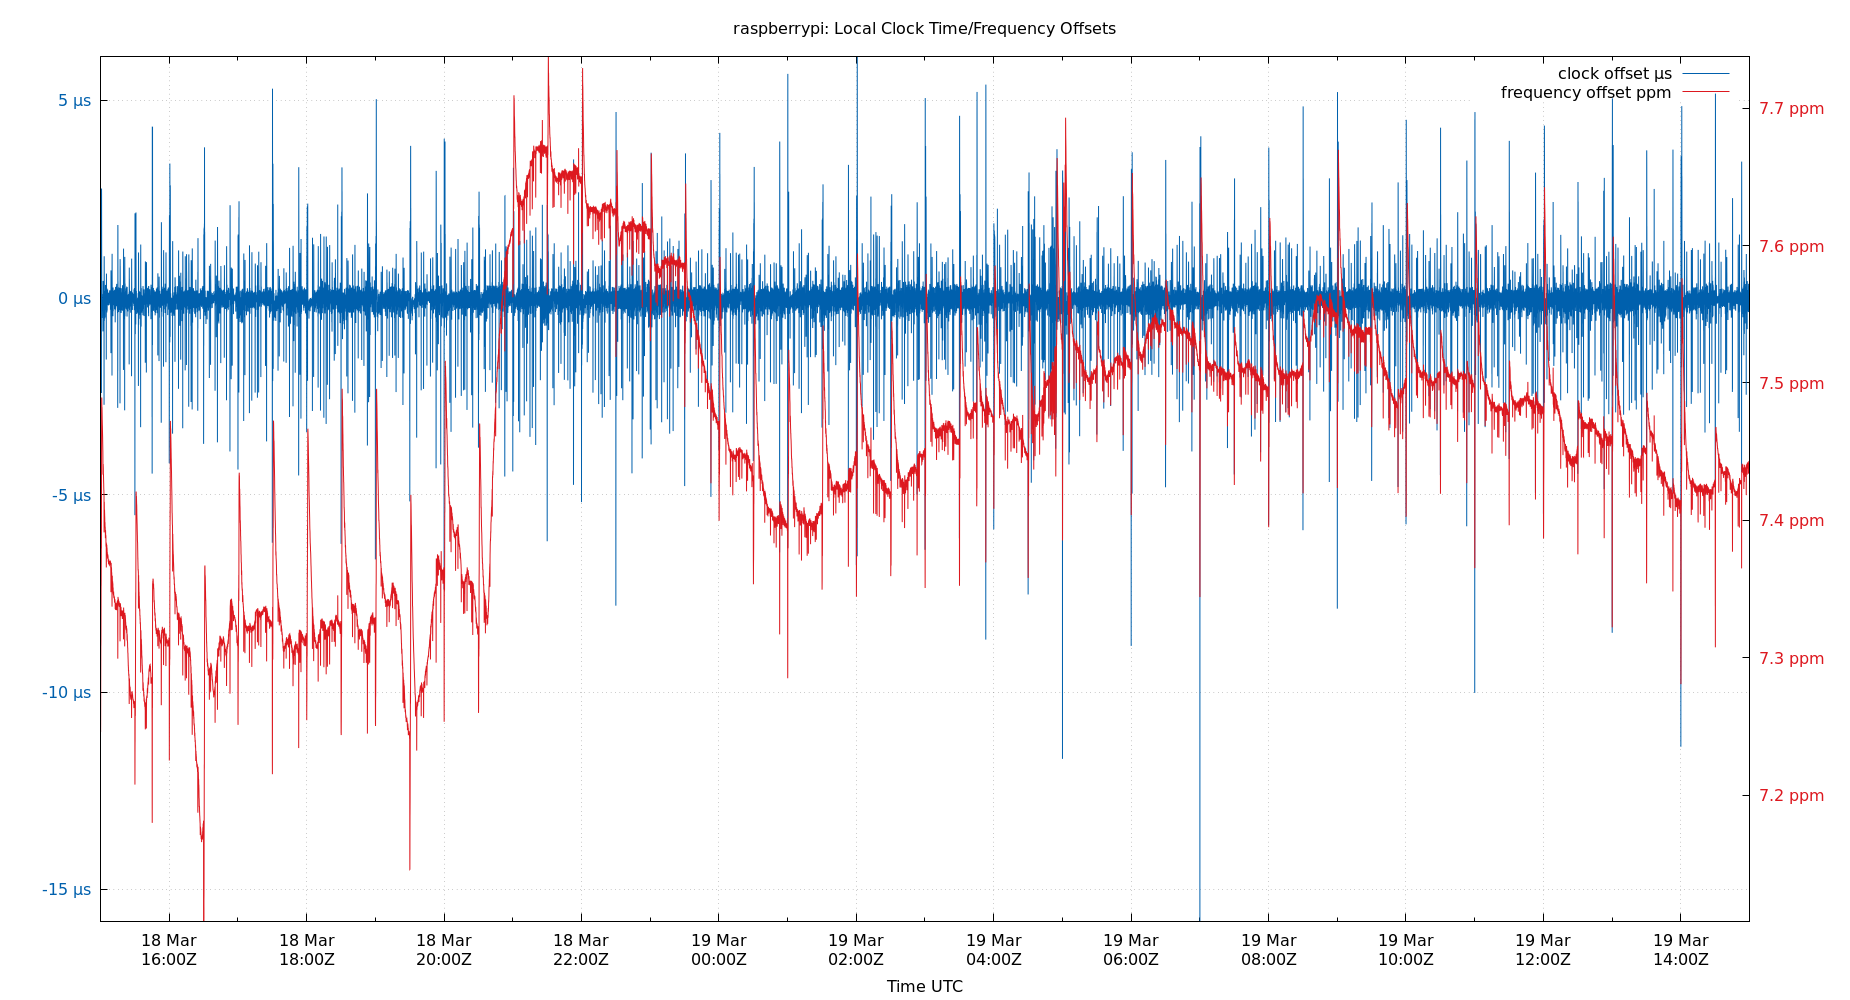 raspberrypi: Local Clock Time/Frequency Offsets
clock offset µs
frequency offset ppm
5 µs
0 µs
-5 µs
-10 µs
-15 µs
7.7 ppm
7.6 ppm
7.5 ppm
7.4 ppm
7.3 ppm
7.2 ppm
18 Mar 18 Mar 18 Mar 18 Mar 19 Mar 19 Mar 19 Mar 19 Mar 19 Mar 19 Mar 19 Mar 19 Mar
16:00Z 18:00Z 20:00Z 22:00Z 00:00Z 02:00Z 04:00Z 06:00Z 08:00Z 10:00Z 12:00Z 14:00Z
Time UTC